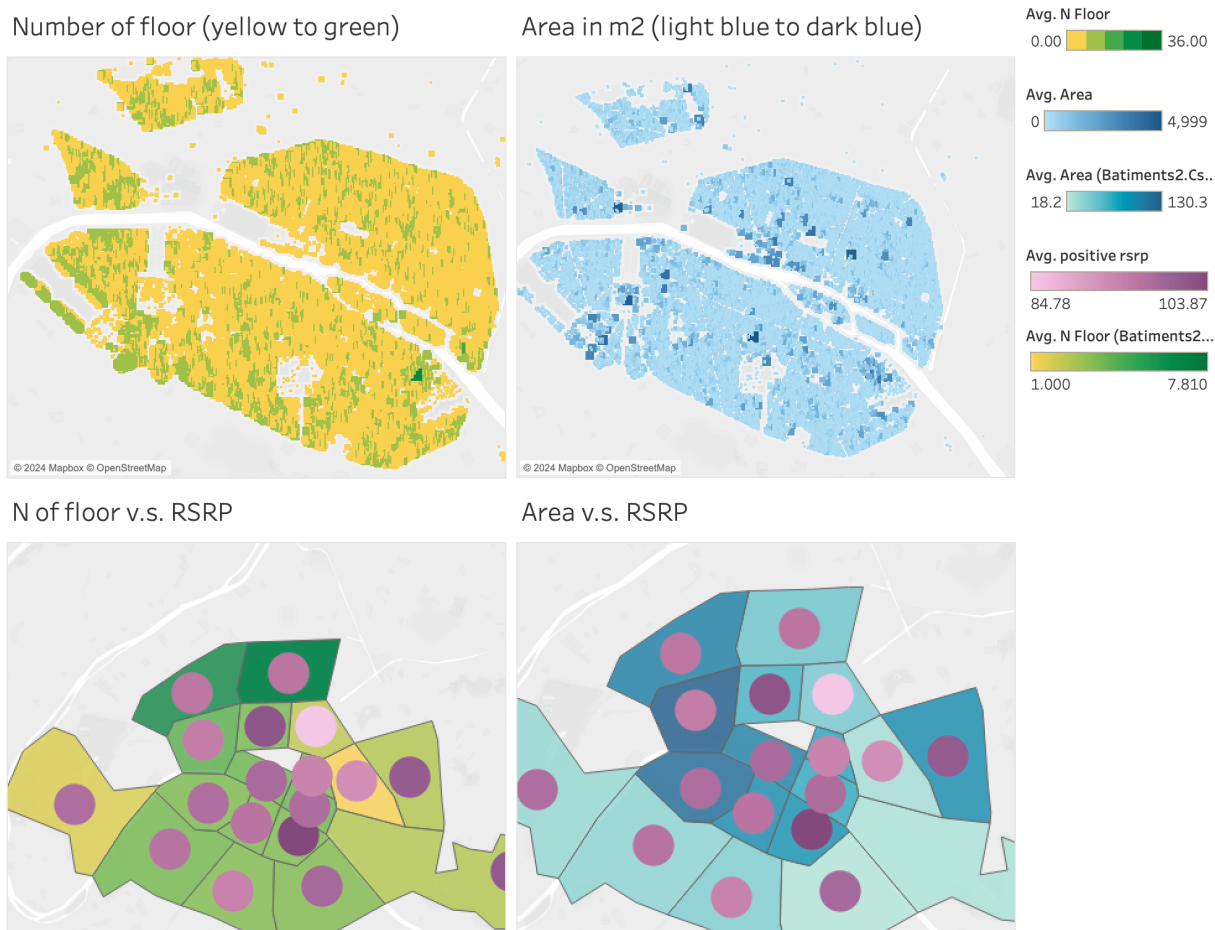 Number of floor (yellow to green)
Area in m2 (light blue to dark blue)
Avg. N Floor
0.00 36.00
Avg. Area
0 4,999
Avg. Area (Batiments2.Cs..
18.2 130.3
Avg. positive rsrp
84.78 103.87
Avg. N Floor (Batiments2...
1.000 7.810
© 2024 Mapbox © OpenStreetMap
© 2024 Mapbox © OpenStreetMap
N of floor v.s. RSRP
Area v.s. RSRP